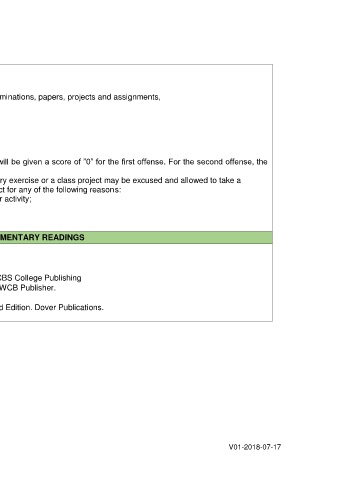 minations, papers, projects and assignments,
will be given a score of "0" for the first offense. For the second offense, the
ry exercise or a class project may be excused and allowed to take a
ct for any of the following reasons:
r activity;
MENTARY READINGS
CBS College Publishing
WCB Publisher.
d Edition. Dover Publications.
V01-2018-07-17